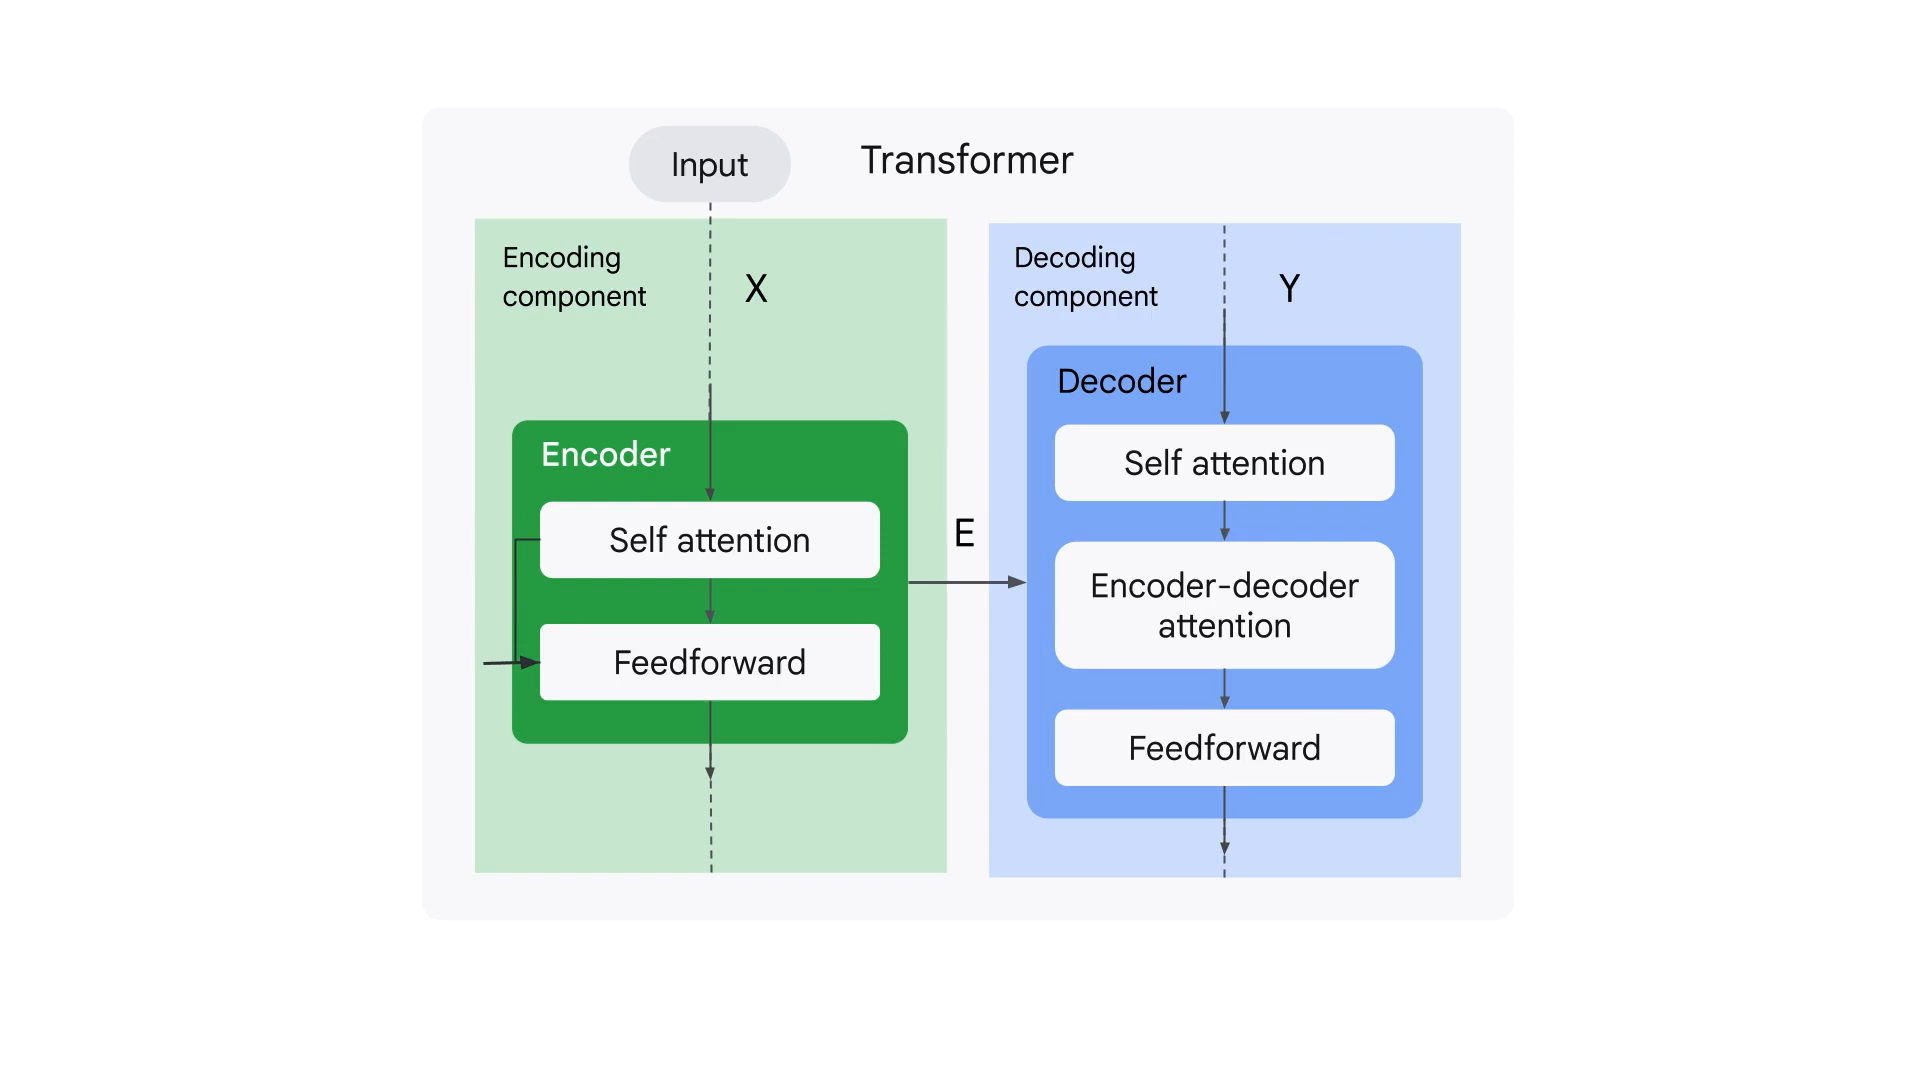 Input
Transformer
Encoding
component
X
Encoder
Self attention
Feedforward
E
Decoding
component
Y
Decoder
Self attention
Encoder-decoder
attention
Feedforward